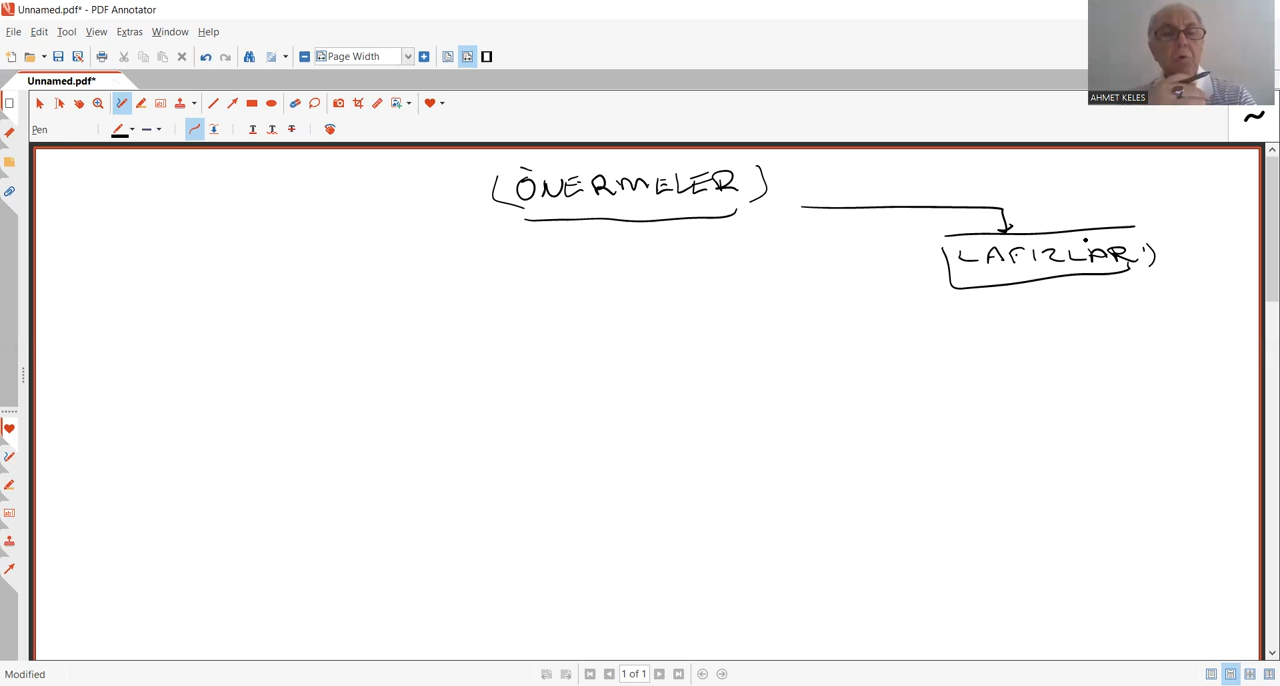 Unnamed.pdf* - PDF Annotator
File Edit Tool View Extras Window Help
Page Width
Unnamed.pdf*
Pen
AHMET KELES
(ÖNERMELER)
(LAFIZLAR)
Modified
1 of 1